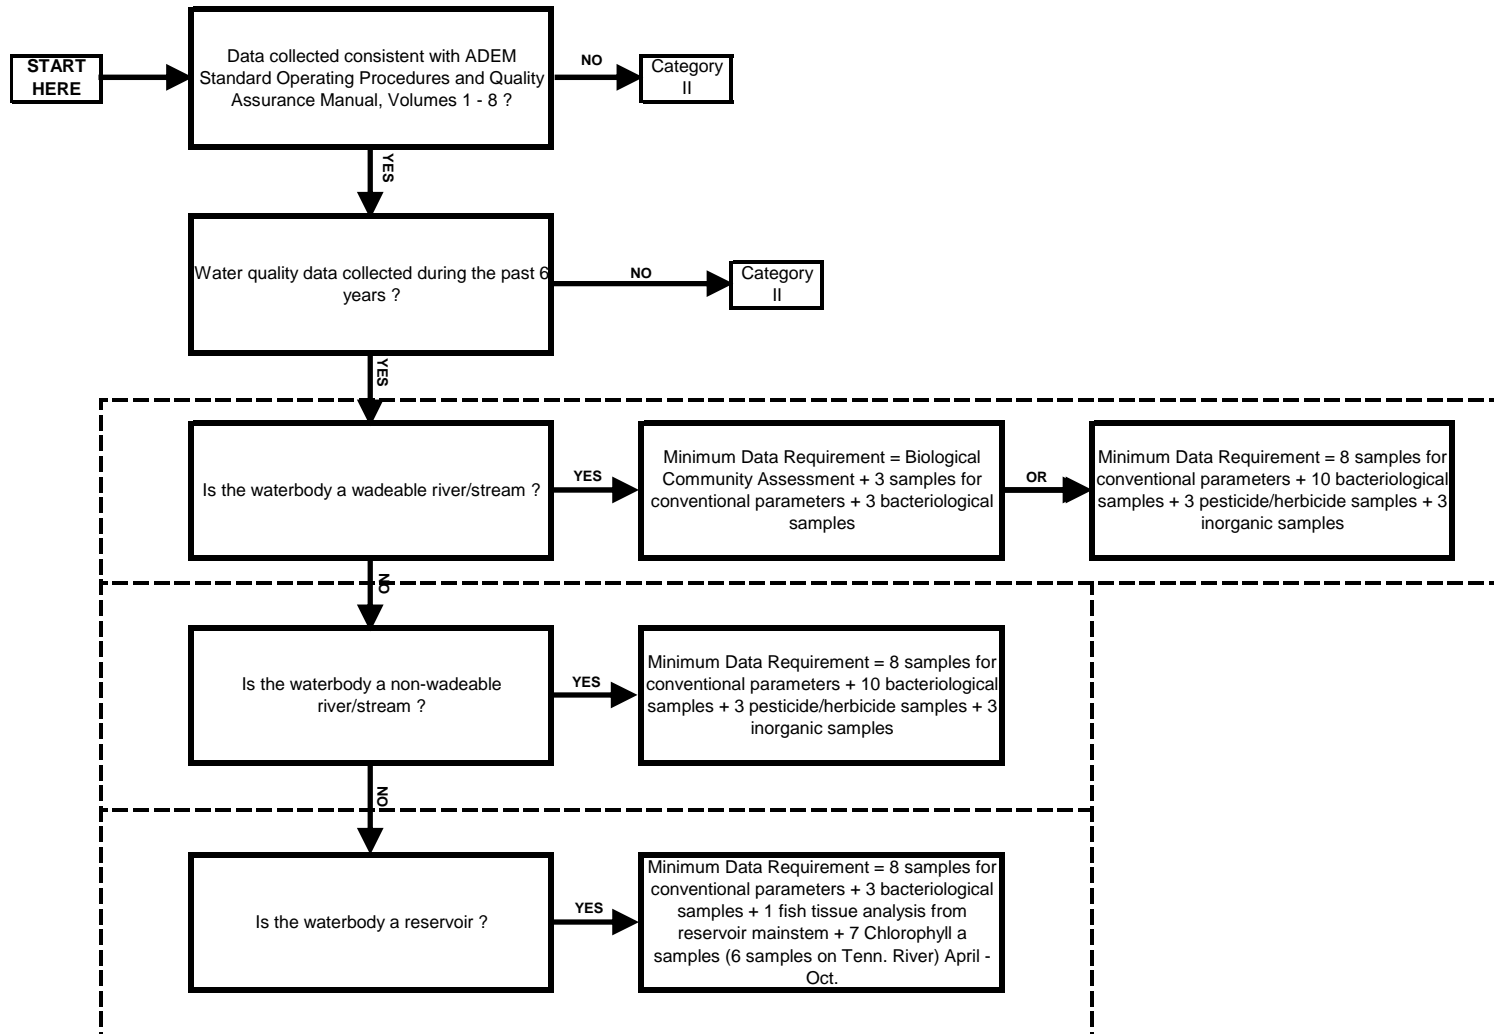 START
HERE
Data collected consistent with ADEM
Standard Operating Procedures and Quality
Assurance Manual, Volumes 1 - 8 ?
NO
Category
II
YES
Water quality data collected during the past 6
years ?
NO
Category
II
YES
Is the waterbody a wadeable river/stream ?
YES
Minimum Data Requirement = Biological
Community Assessment + 3 samples for
conventional parameters + 3 bacteriological
samples
OR
Minimum Data Requirement = 8 samples for
conventional parameters + 10 bacteriological
samples + 3 pesticide/herbicide samples + 3
inorganic samples
NO
Is the waterbody a non-wadeable
river/stream ?
YES
Minimum Data Requirement = 8 samples for
conventional parameters + 10 bacteriological
samples + 3 pesticide/herbicide samples + 3
inorganic samples
NO
Is the waterbody a reservoir ?
YES
Minimum Data Requirement = 8 samples for
conventional parameters + 3 bacteriological
samples + 1 fish tissue analysis from
reservoir mainstem + 7 Chlorophyll a
samples (6 samples on Tenn. River) April -
Oct.